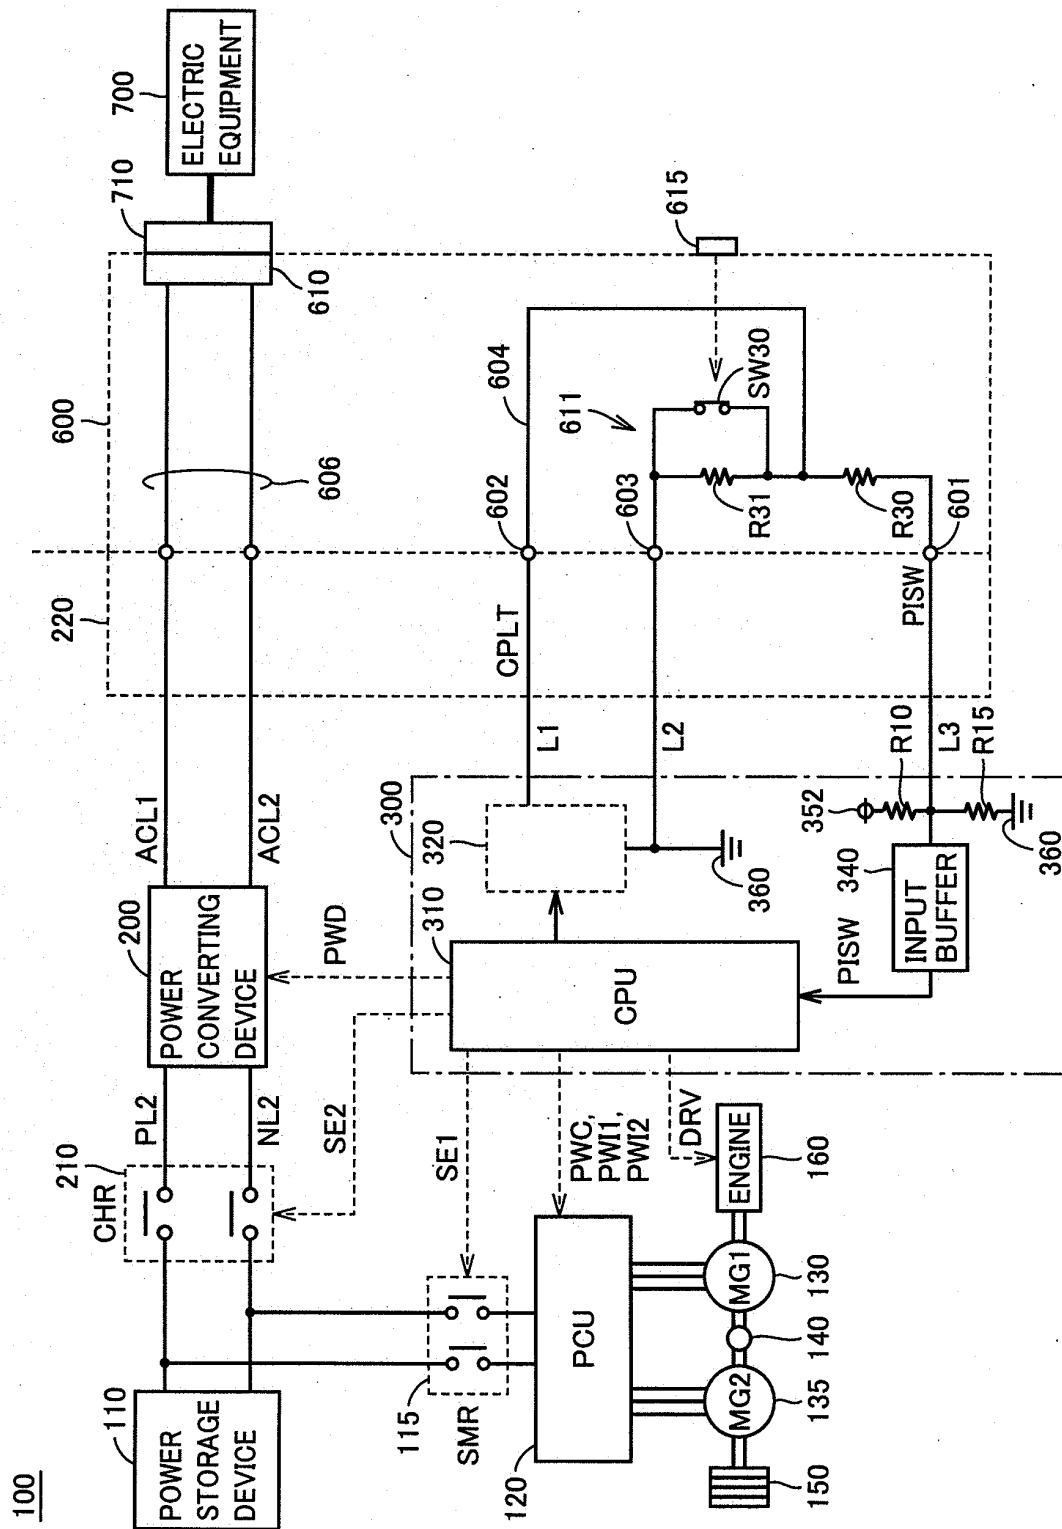 100
110
POWER
STORAGE
DEVICE
210
CHR
PL2
NL2
200
POWER
CONVERTING
DEVICE
ACL1
ACL2
220
600
606
610
710
700
ELECTRIC
EQUIPMENT
SE2
PWD
115
SMR
SE1
120
PCU
PWC,
PWI1,
PWI2
DRV
ENGINE
160
MG1
130
140
MG2
135
150
300
310
CPU
320
360
L1
CPLT
602
604
L2
603
611
SW30
615
R31
R30
601
PISW
L3
R10
R15
352
360
340
INPUT
BUFFER
PISW